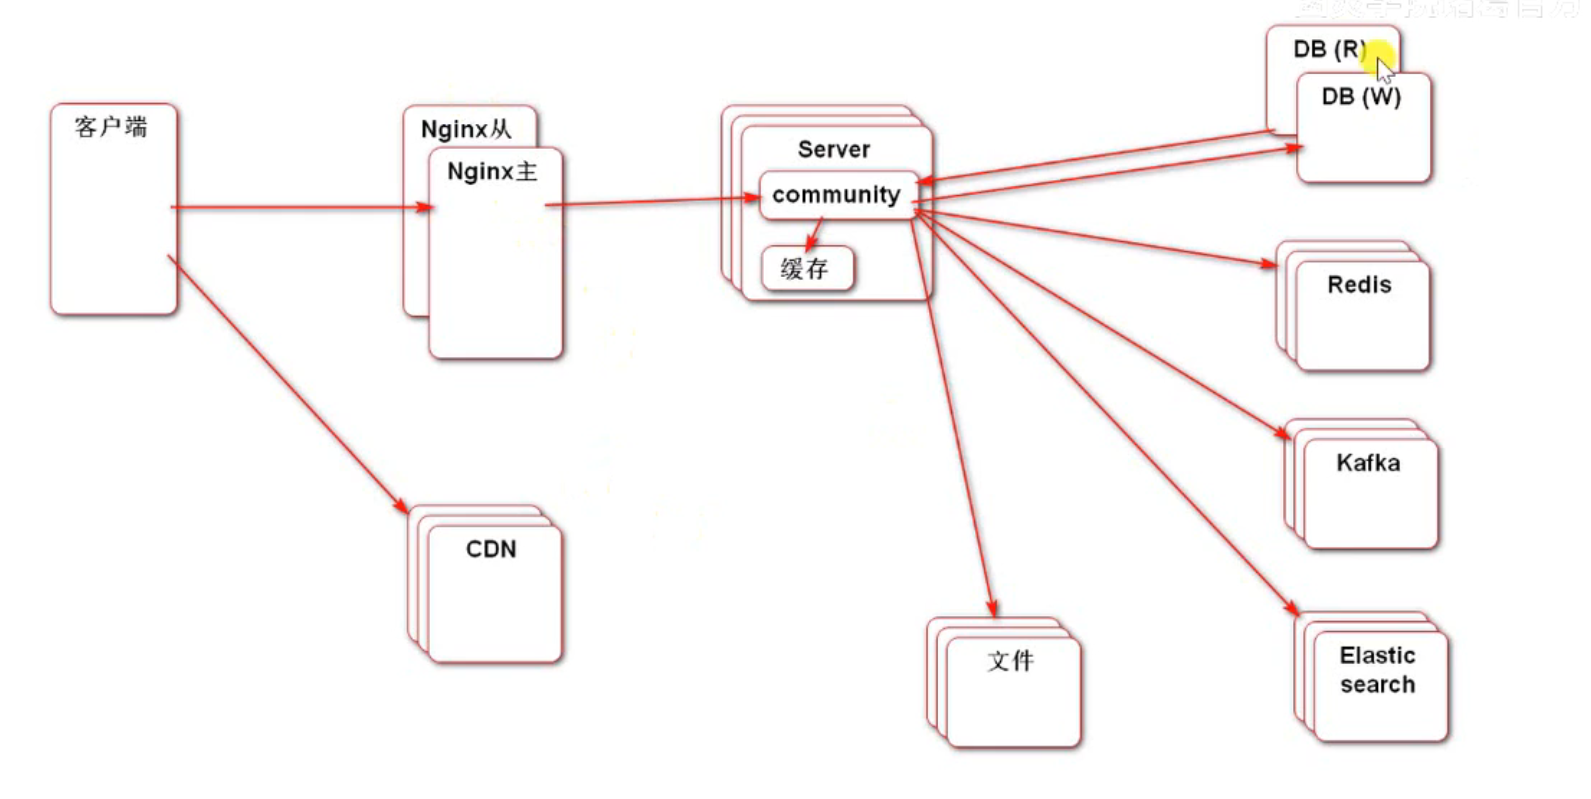 DB (R)
DB (W)
客户端
Nginx从
Nginx主
Server
community
缓存
Redis
Kafka
CDN
文件
Elastic
search